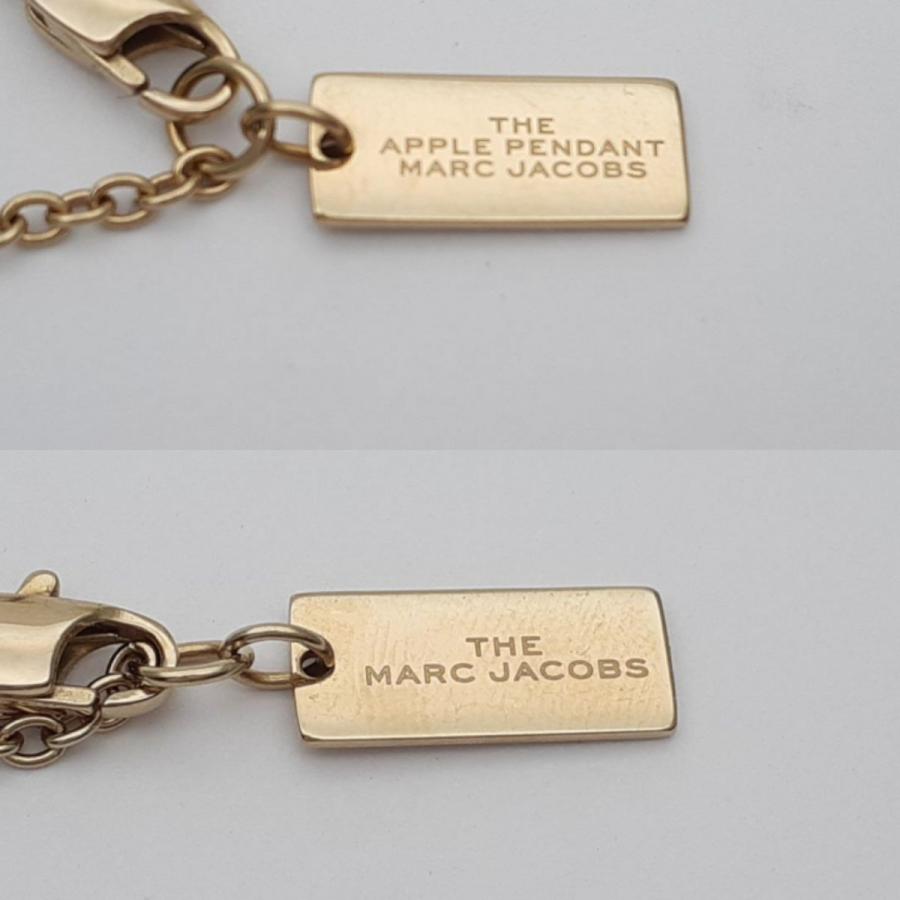 THE
APPLE PENDANT
MARC JACOBS
THE
MARC JACOBS